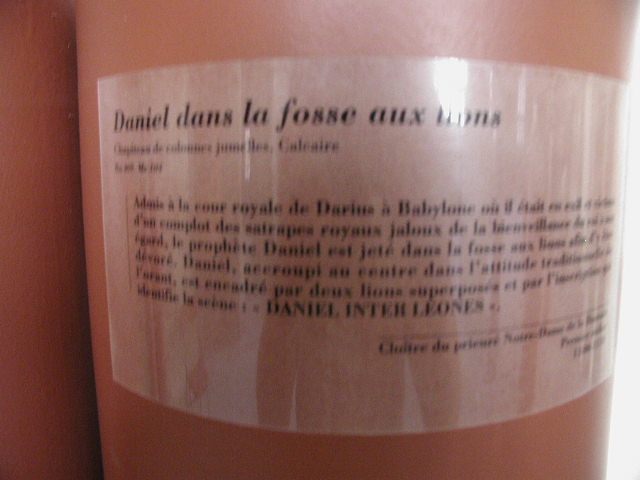 Daniel dans la fosse aux lions
Chapiteau de colonnes jumelles, Calcaire
Admis à la cour royale de Darius à Babylone où il était en exil et victime
d'un complot des satrapes royaux jaloux de la bienveillance du roi à son
égard, le prophète Daniel est jeté dans la fosse aux lions afin d'y être
dévoré. Daniel, accroupi au centre dans l'attitude traditionnelle de
l'orant, est encadré par deux lions superposés et par l'inscription qui
identifie la scène : « DANIEL INTER LEONES ».
Cloître du prieuré Notre-Dame de la